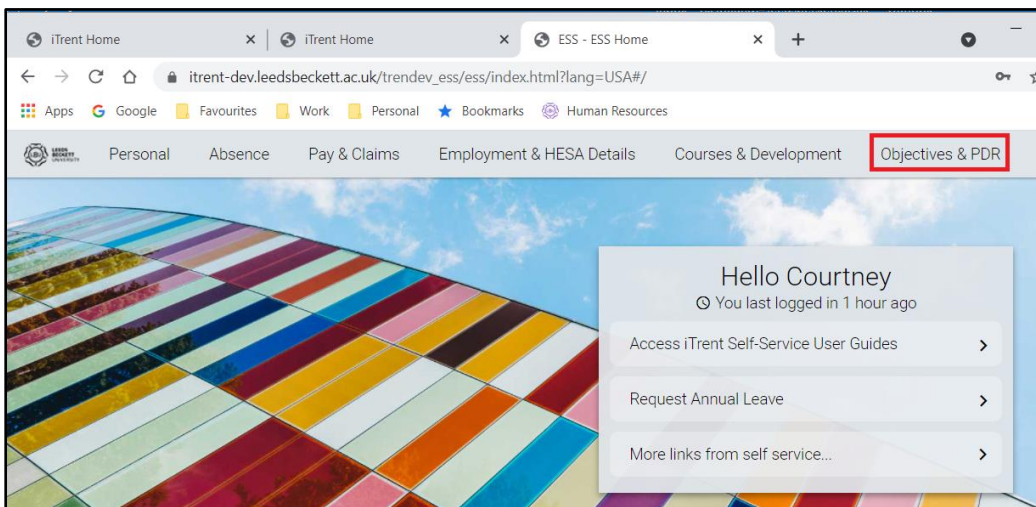 iTrent Home
iTrent Home
ESS - ESS Home
itrent-dev.leedsbeckett.ac.uk/trendev_ess/ess/index.html?lang=USA#/
Apps Google Favourites Work Personal Bookmarks Human Resources
LEEDS BECKETT UNIVERSITY
Personal Absence Pay & Claims Employment & HESA Details Courses & Development Objectives & PDR
Hello Courtney
You last logged in 1 hour ago
Access iTrent Self-Service User Guides
Request Annual Leave
More links from self service...